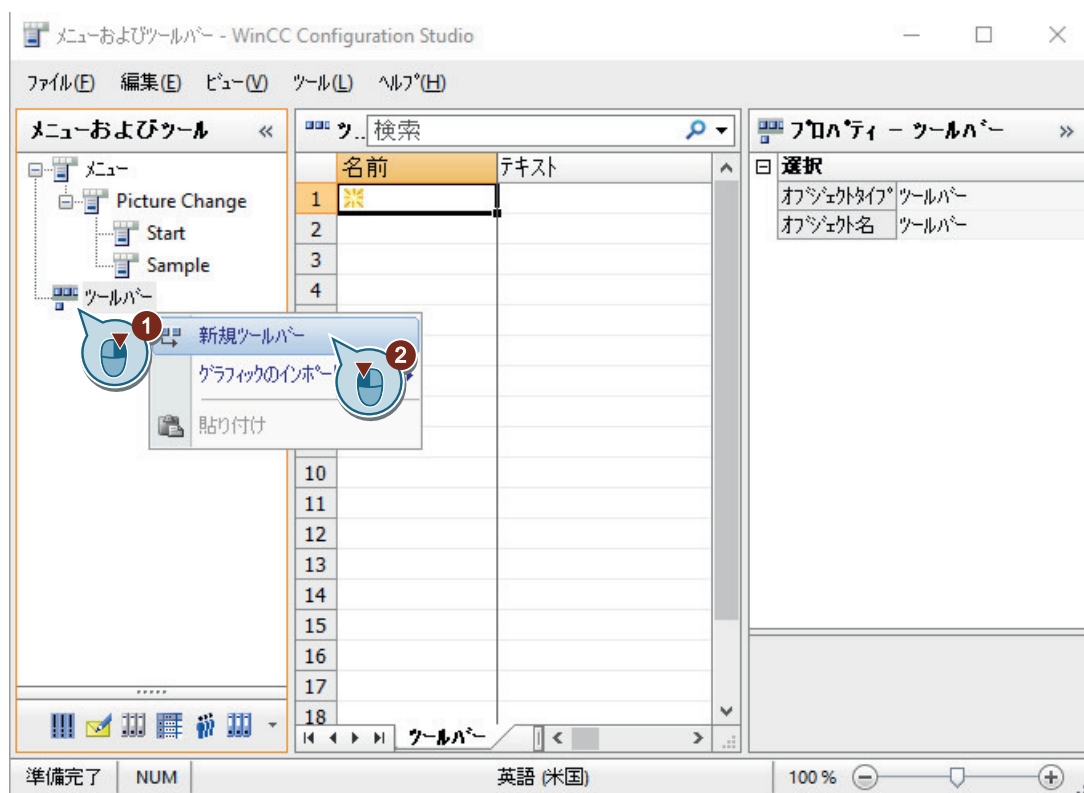 メニューおよびツールバー - WinCC Configuration Studio
ファイル(F) 編集(E) ビュー(V) ツール(L) ヘルプ(H)
メニューおよびツール «
ツ.. 検索
プロパティ - ツールバー »
メニュー
Picture Change
Start
Sample
ツールバー
名前 テキスト
1
2
3
4
10
11
12
13
14
15
16
17
18
選択
オブジェクトタイプ ツールバー
オブジェクト名 ツールバー
1
新規ツールバー
2
グラフィックのインポー
貼り付け
ツールバー
準備完了 NUM 英語 (米国) 100 %